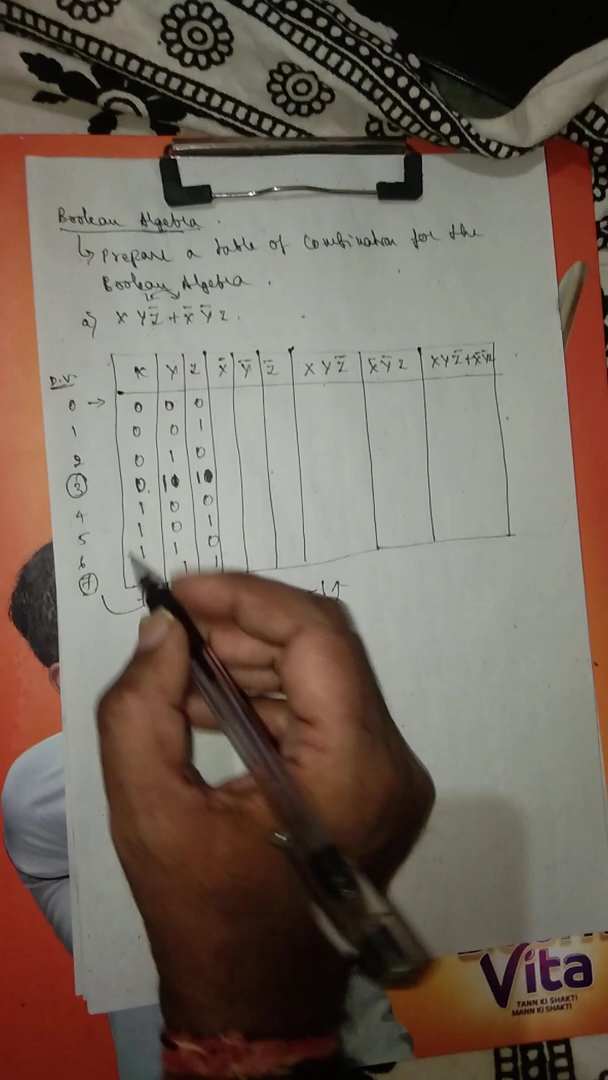 Boolean Algebra.
↳ Prepare a table of Combination for the
Boolean Algebra.
a) X Y Z̅ + X̅ Y̅ Z.
D.V. X Y Z X̅ Y̅ Z̅ X Y Z̅ X̅ Y̅ Z X Y Z̅ + X̅ Y̅ Z
0 → 0 0 0
1 0 0 1
2 0 1 0
3 0 1 1
4 1 0 0
5 1 0 1
6 1 1 0
7 1 1
Vita
TANN KI SHAKTI
MANN KI SHAKTI